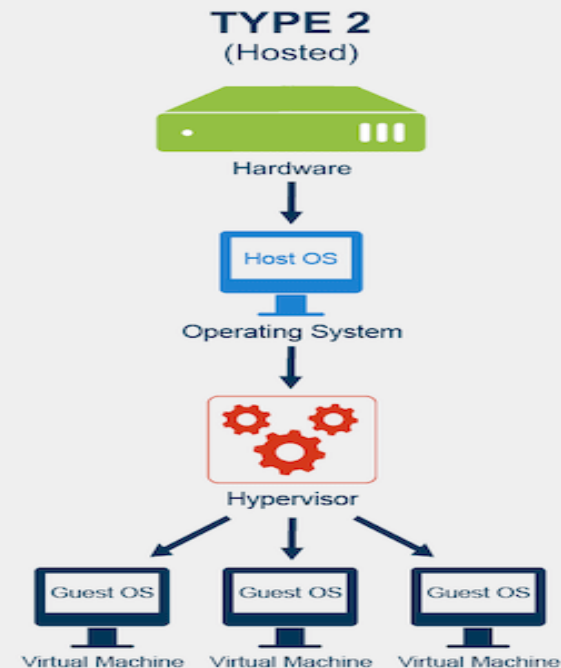 TYPE 2
(Hosted)
Hardware
Host OS
Operating System
Hypervisor
Guest OS Guest OS Guest OS
Virtual Machine Virtual Machine Virtual Machine